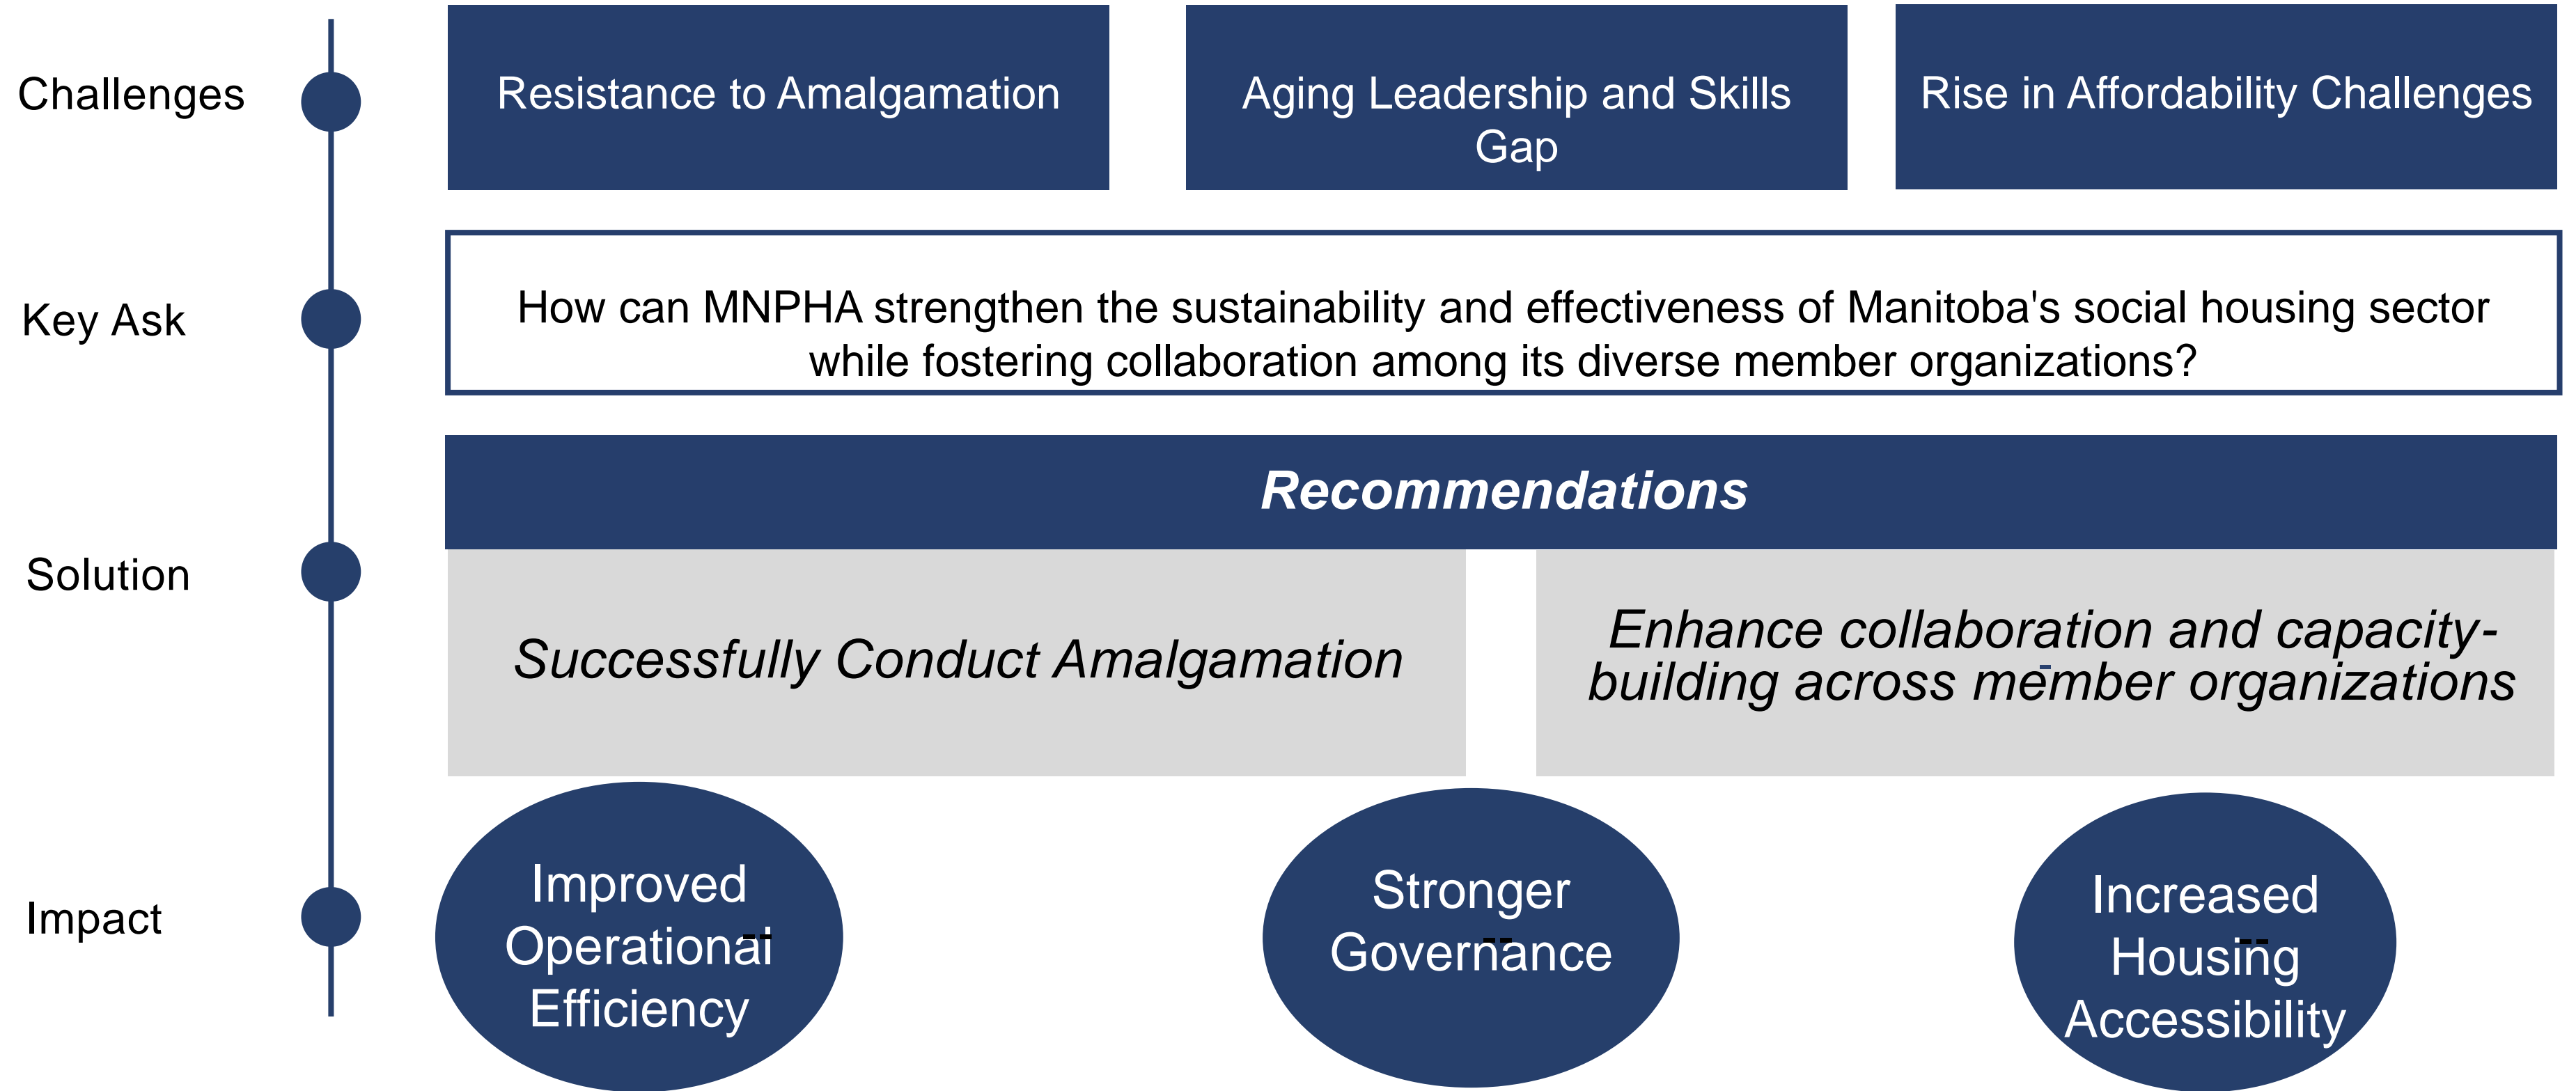 Challenges
Resistance to Amalgamation
Aging Leadership and Skills
Gap
Rise in Affordability Challenges
Key Ask
How can MNPHA strengthen the sustainability and effectiveness of Manitoba's social housing sector
while fostering collaboration among its diverse member organizations?
Solution
Recommendations
Successfully Conduct Amalgamation
Enhance collaboration and capacity-
building across member organizations
Impact
Improved
Operational
Efficiency
Stronger
Governance
Increased
Housing
Accessibility